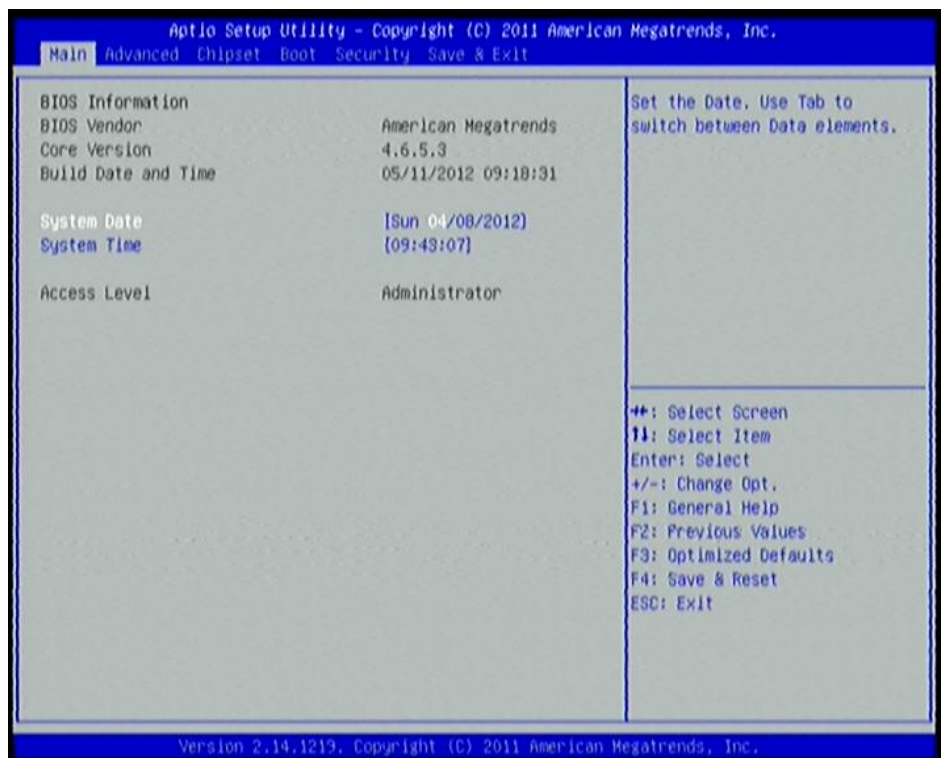 Aptio Setup Utility - Copyright (C) 2011 American Megatrends, Inc.
Main Advanced Chipset Boot Security Save & Exit
BIOS Information
BIOS Vendor American Megatrends
Core Version 4.6.5.3
Build Date and Time 05/11/2012 09:18:31
System Date [Sun 04/08/2012]
System Time [09:43:07]
Access Level Administrator
Set the Date. Use Tab to
switch between Data elements.
→←: Select Screen
↑↓: Select Item
Enter: Select
+/-: Change Opt.
F1: General Help
F2: Previous Values
F3: Optimized Defaults
F4: Save & Reset
ESC: Exit
Version 2.14.1219. Copyright (C) 2011 American Megatrends, Inc.